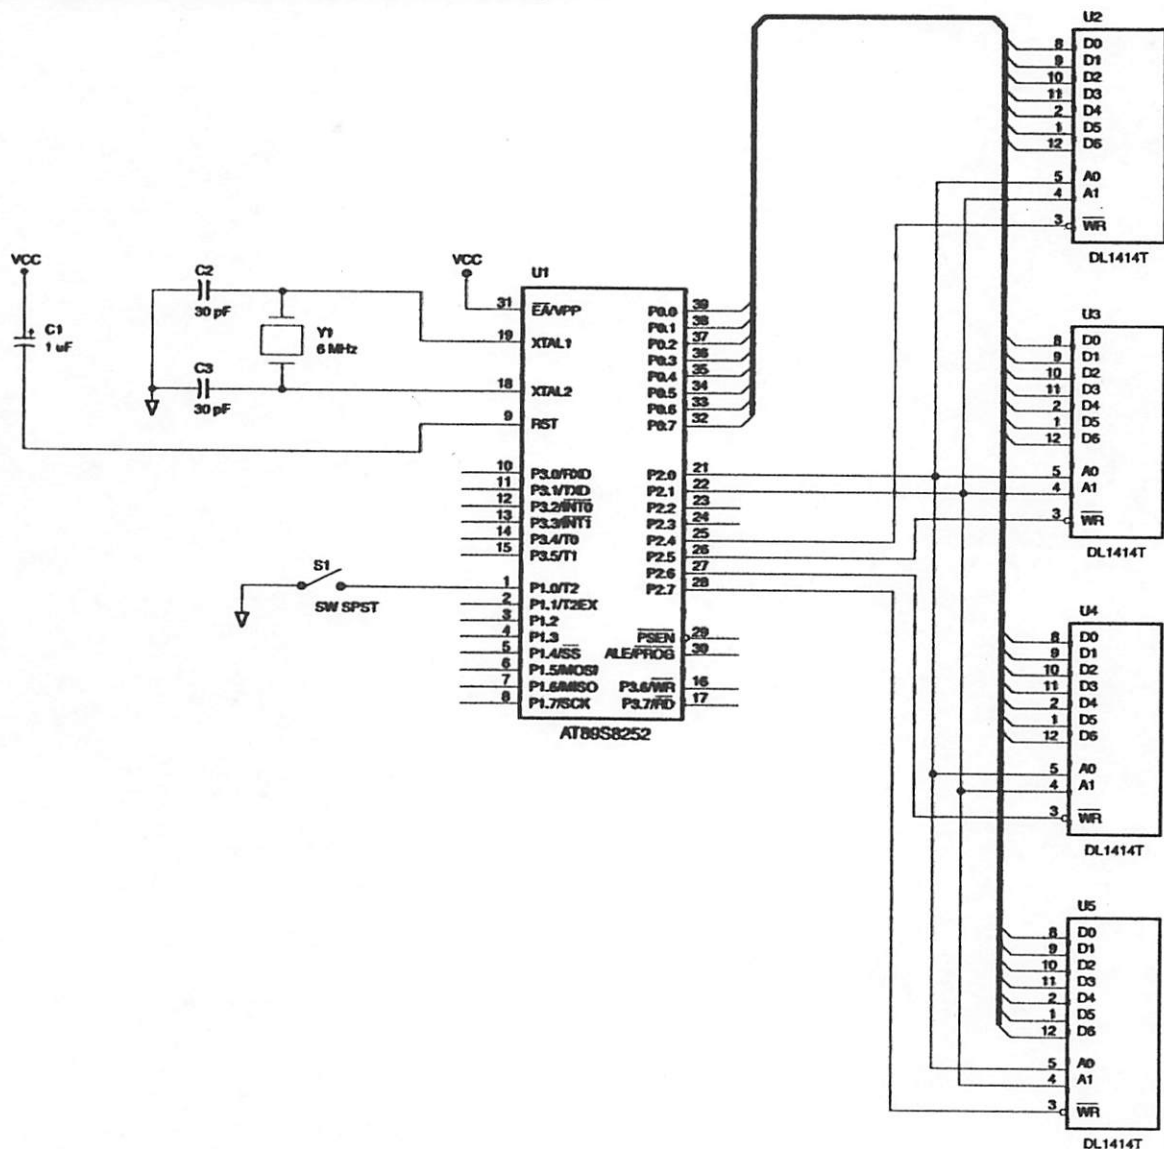 VCC
C1
1 uF
C2
30 pF
C3
30 pF
Y1
6 MHz
VCC
S1
SW SPST
U1
31 EA/VPP
19 XTAL1
18 XTAL2
9 RST
10 P3.0/RXD
11 P3.1/TXD
12 P3.2/INT0
13 P3.3/INT1
14 P3.4/T0
15 P3.5/T1
1 P1.0/T2
2 P1.1/T2EX
3 P1.2
4 P1.3
5 P1.4/SS
6 P1.5/MOSI
7 P1.6/MISO
8 P1.7/SCK
P0.0 39
P0.1 38
P0.2 37
P0.3 36
P0.4 35
P0.5 34
P0.6 33
P0.7 32
P2.0 21
P2.1 22
P2.2 23
P2.3 24
P2.4 25
P2.5 26
P2.6 27
P2.7 28
PSEN 29
ALE/PROG 30
P3.6/WR 16
P3.7/RD 17
AT89S8252
U2
8 D0
9 D1
10 D2
11 D3
2 D4
1 D5
12 D6
5 A0
4 A1
3 WR
DL1414T
U3
8 D0
9 D1
10 D2
11 D3
2 D4
1 D5
12 D6
5 A0
4 A1
3 WR
DL1414T
U4
8 D0
9 D1
10 D2
11 D3
2 D4
1 D5
12 D6
5 A0
4 A1
3 WR
DL1414T
U5
8 D0
9 D1
10 D2
11 D3
2 D4
1 D5
12 D6
5 A0
4 A1
3 WR
DL1414T